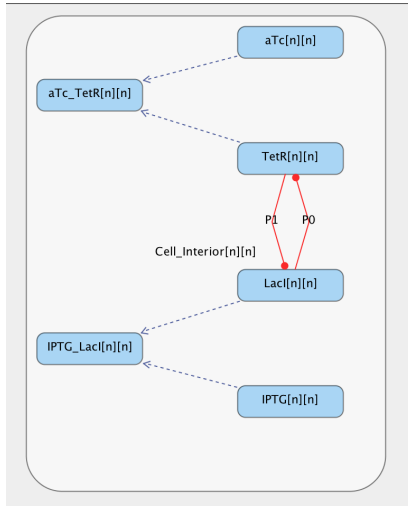 aTc[n][n]
aTc_TetR[n][n]
TetR[n][n]
P1
P0
Cell_Interior[n][n]
LacI[n][n]
IPTG_LacI[n][n]
IPTG[n][n]